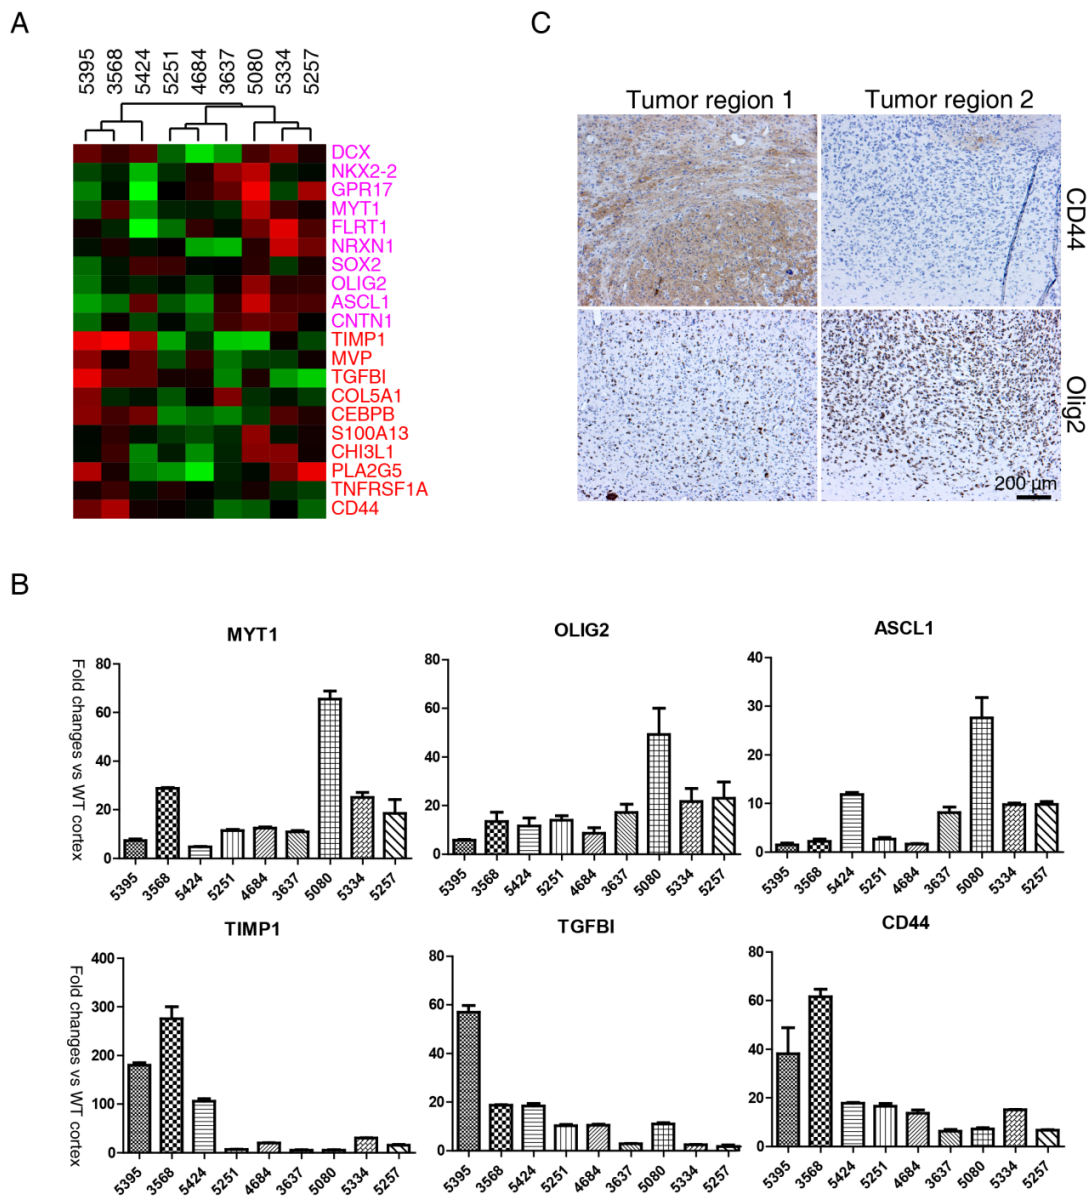 A
5395 3568 5424 5251 4684 3637 5080 5334 5257
DCX
NKX2-2
GPR17
MYT1
FLRT1
NRXN1
SOX2
OLIG2
ASCL1
CNTN1
TIMP1
MVP
TGFBI
COL5A1
CEBPB
S100A13
CHI3L1
PLA2G5
TNFRSF1A
CD44
C
Tumor region 1 Tumor region 2
CD44
Olig2
200 µm
B
MYT1
Fold changes vs WT cortex
80
60
40
20
0
5395 3568 5424 5251 4684 3637 5080 5334 5257
OLIG2
80
60
40
20
0
5395 3568 5424 5251 4684 3637 5080 5334 5257
ASCL1
40
30
20
10
0
5395 3568 5424 5251 4684 3637 5080 5334 5257
TIMP1
Fold changes vs WT cortex
400
300
200
100
0
5395 3568 5424 5251 4684 3637 5080 5334 5257
TGFBI
80
60
40
20
0
5395 3568 5424 5251 4684 3637 5080 5334 5257
CD44
80
60
40
20
0
5395 3568 5424 5251 4684 3637 5080 5334 5257